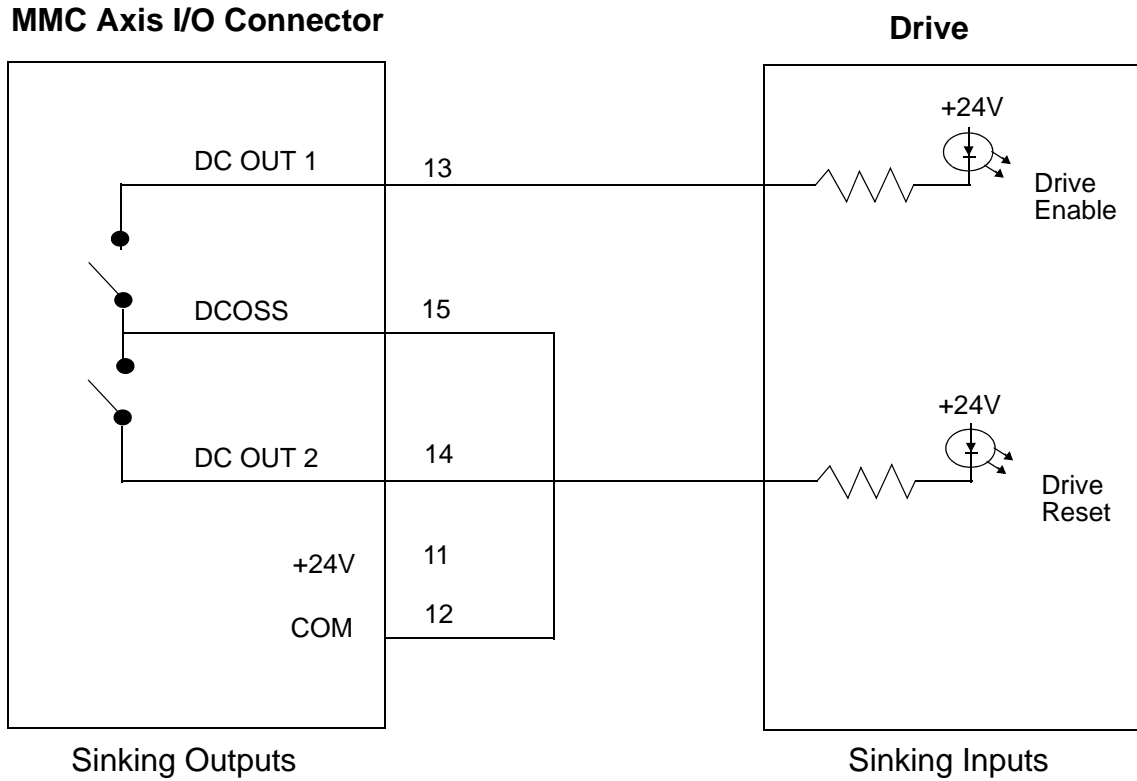 MMC Axis I/O Connector
Drive
+24V
DC OUT 1
13
Drive
Enable
DCOSS
15
+24V
DC OUT 2
14
Drive
Reset
+24V
11
COM
12
Sinking Outputs
Sinking Inputs